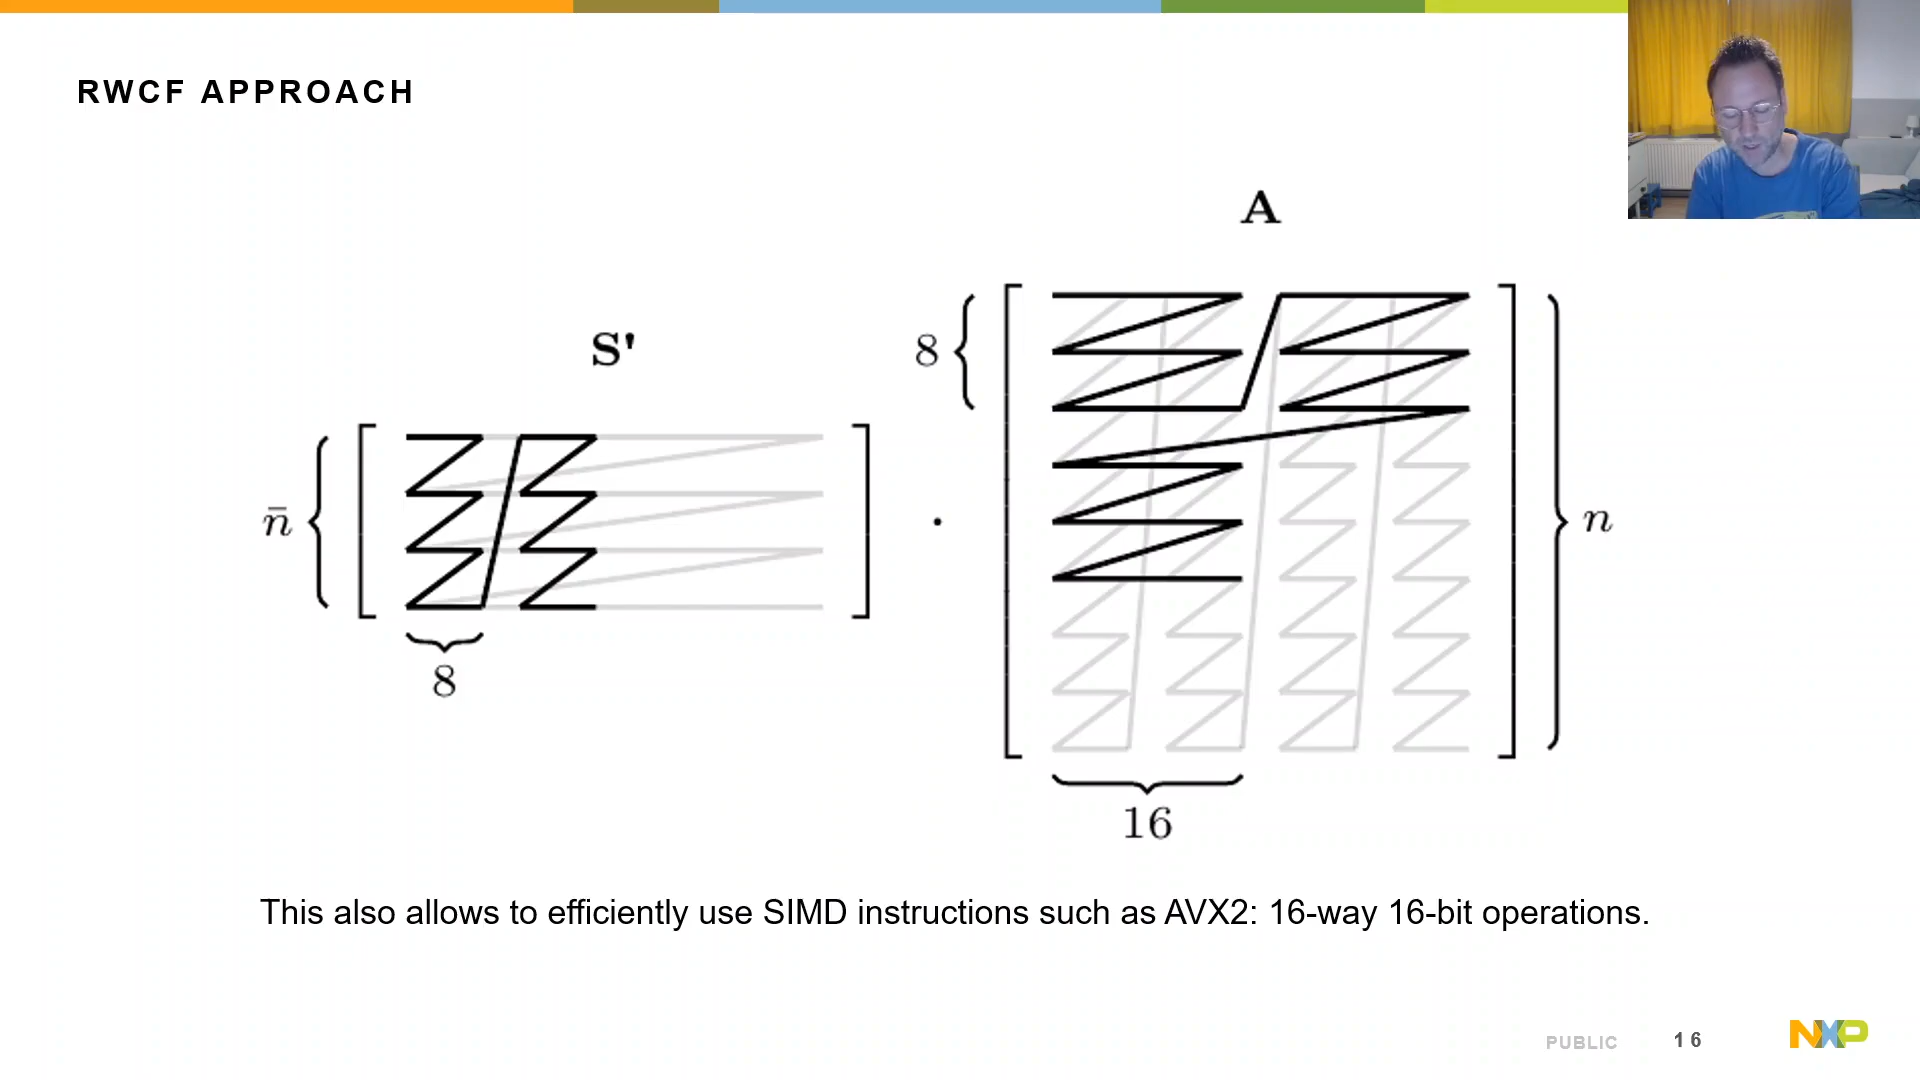 RWCF APPROACH
A
S'
8
n̄
·
n
8
16
This also allows to efficiently use SIMD instructions such as AVX2: 16-way 16-bit operations.
PUBLIC
16
NXP